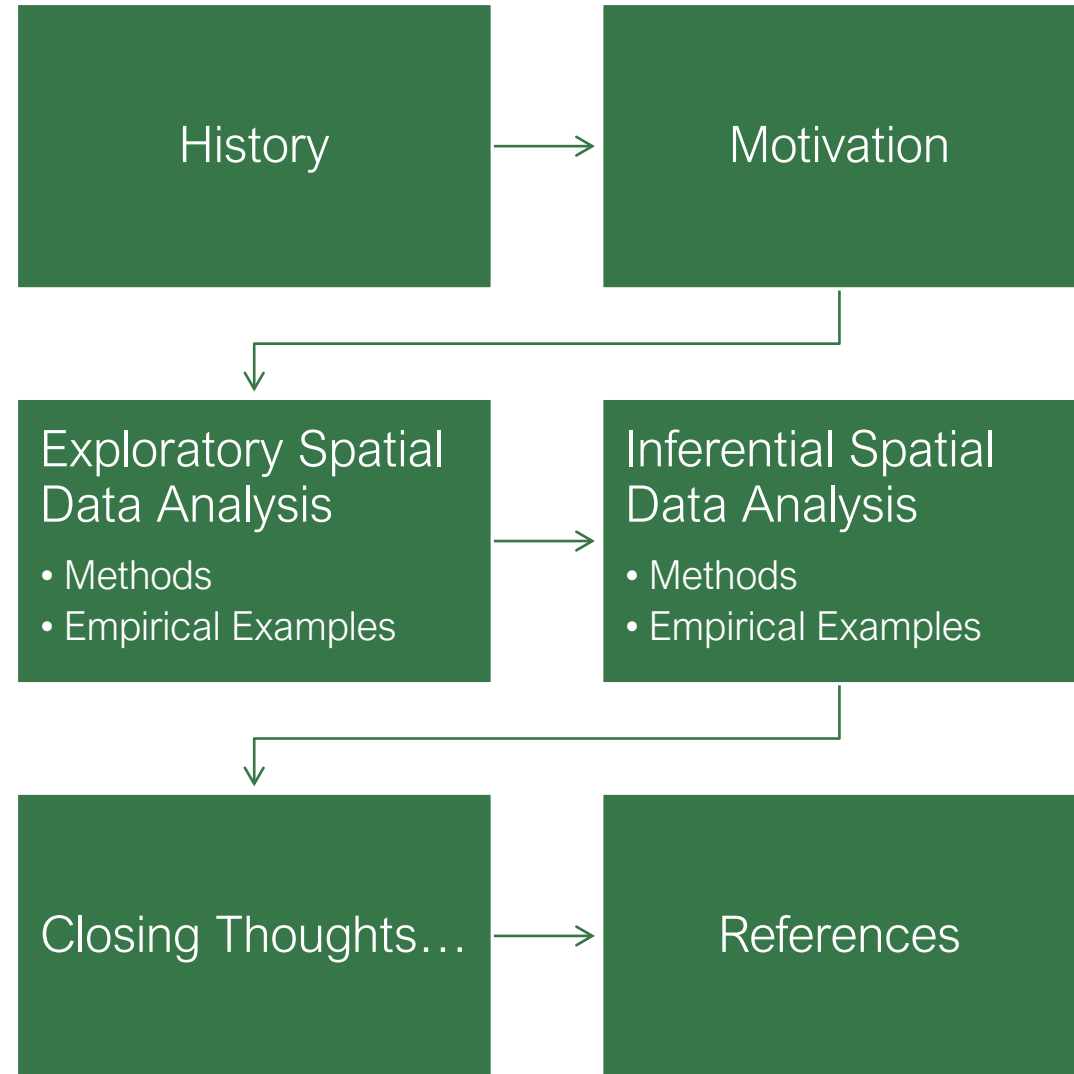 History
Motivation
Exploratory Spatial
Data Analysis
• Methods
• Empirical Examples
Inferential Spatial
Data Analysis
• Methods
• Empirical Examples
Closing Thoughts…
References